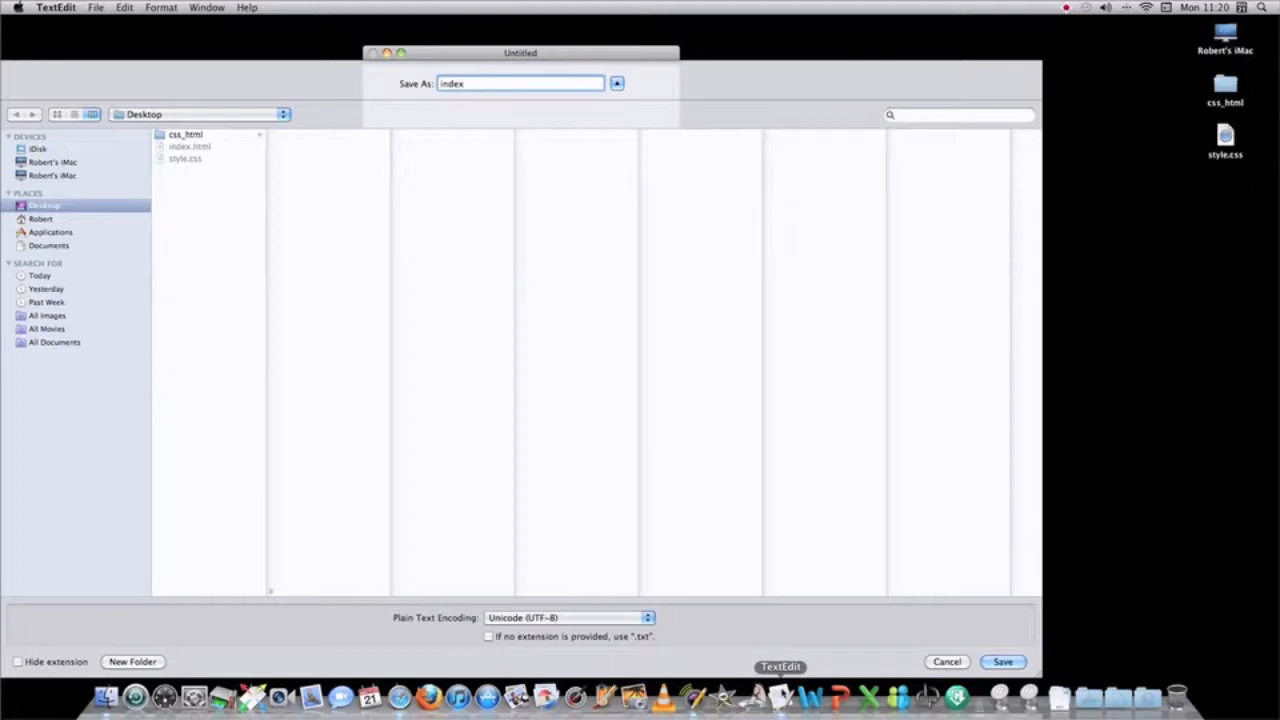 TextEdit File Edit Format Window Help Mon 11:20
Untitled
Robert's iMac
Save As: index
css_html
Desktop
DEVICES
iDisk
Robert's iMac
Robert's iMac
PLACES
Desktop
Robert
Applications
Documents
SEARCH FOR
Today
Yesterday
Past Week
All Images
All Movies
All Documents
css_html
index.html
style.css
style.css
Plain Text Encoding: Unicode (UTF-8)
If no extension is provided, use ".txt".
Hide extension New Folder Cancel Save
TextEdit